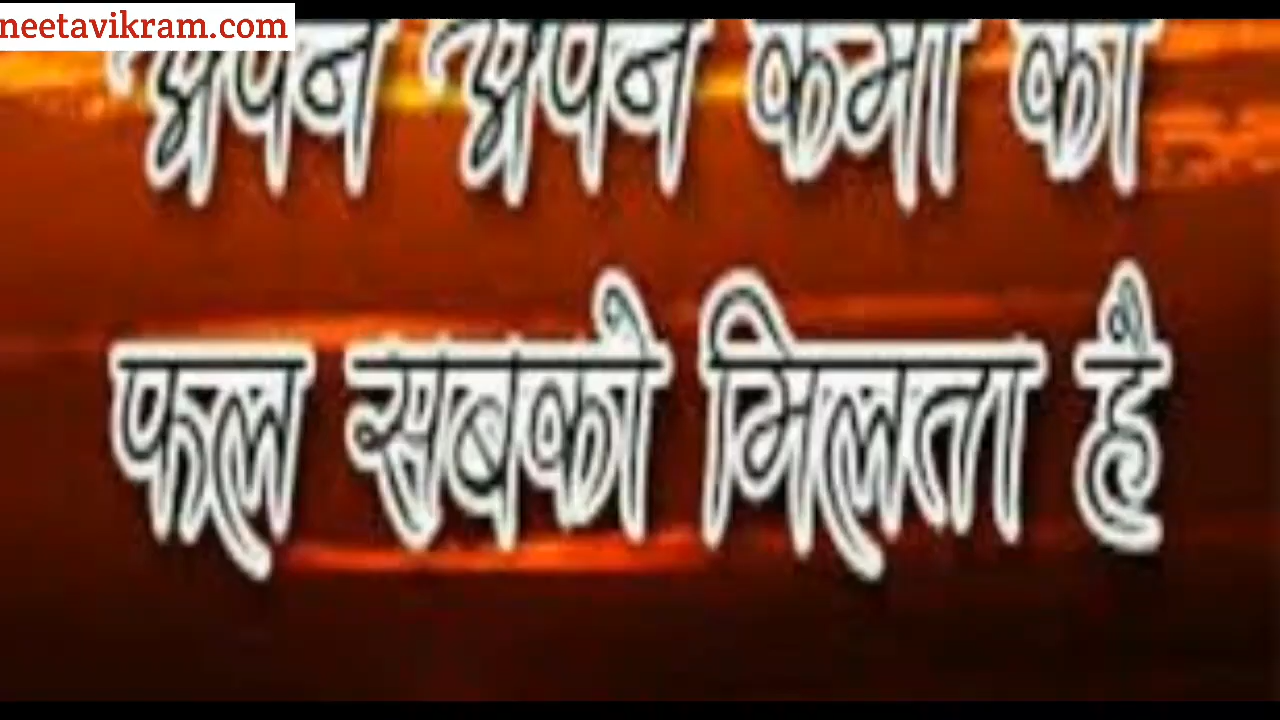 neetavikram.com
अपने अपने कर्मो का
फल सबको मिलता है